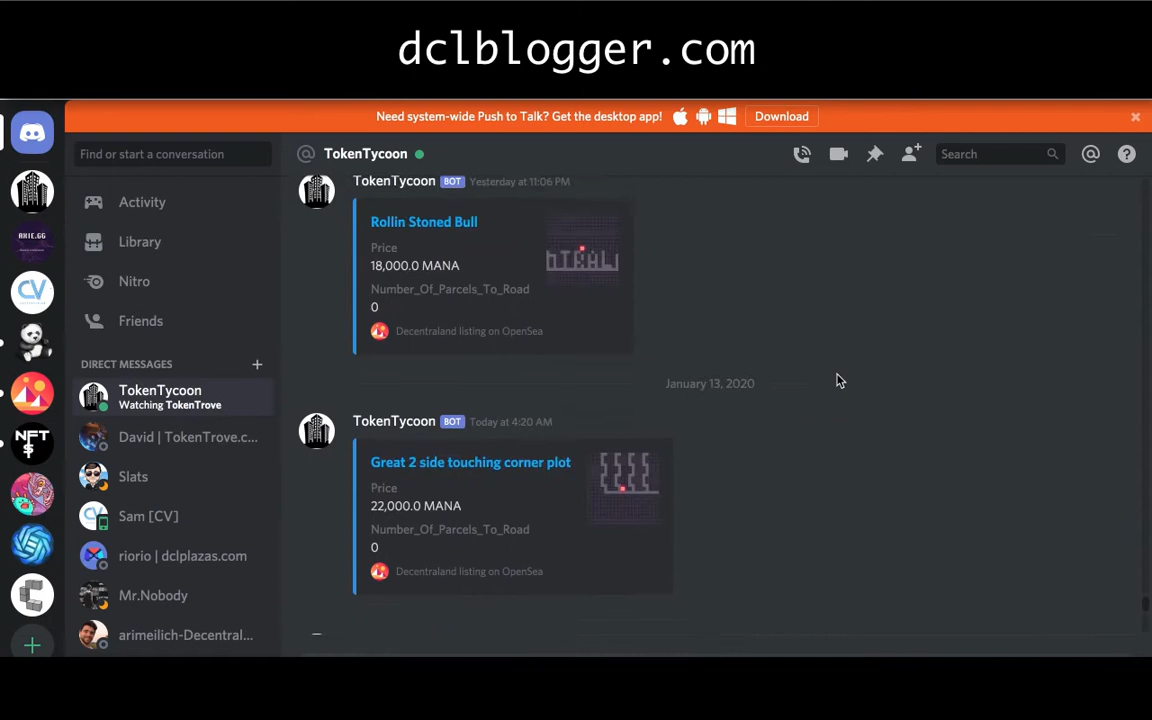 dclblogger.com
Need system-wide Push to Talk? Get the desktop app!
Download
Find or start a conversation
@ TokenTycoon
Search
Activity
Library
Nitro
Friends
DIRECT MESSAGES
TokenTycoon
Watching TokenTrove
David | TokenTrove.c...
Slats
Sam [CV]
riorio | dclplazas.com
Mr.Nobody
arimeilich-Decentral...
AXIE.GG
CV
NFT
$
TokenTycoon BOT Yesterday at 11:06 PM
Rollin Stoned Bull
Price
18,000.0 MANA
Number_Of_Parcels_To_Road
0
Decentraland listing on OpenSea
January 13, 2020
TokenTycoon BOT Today at 4:20 AM
Great 2 side touching corner plot
Price
22,000.0 MANA
Number_Of_Parcels_To_Road
0
Decentraland listing on OpenSea